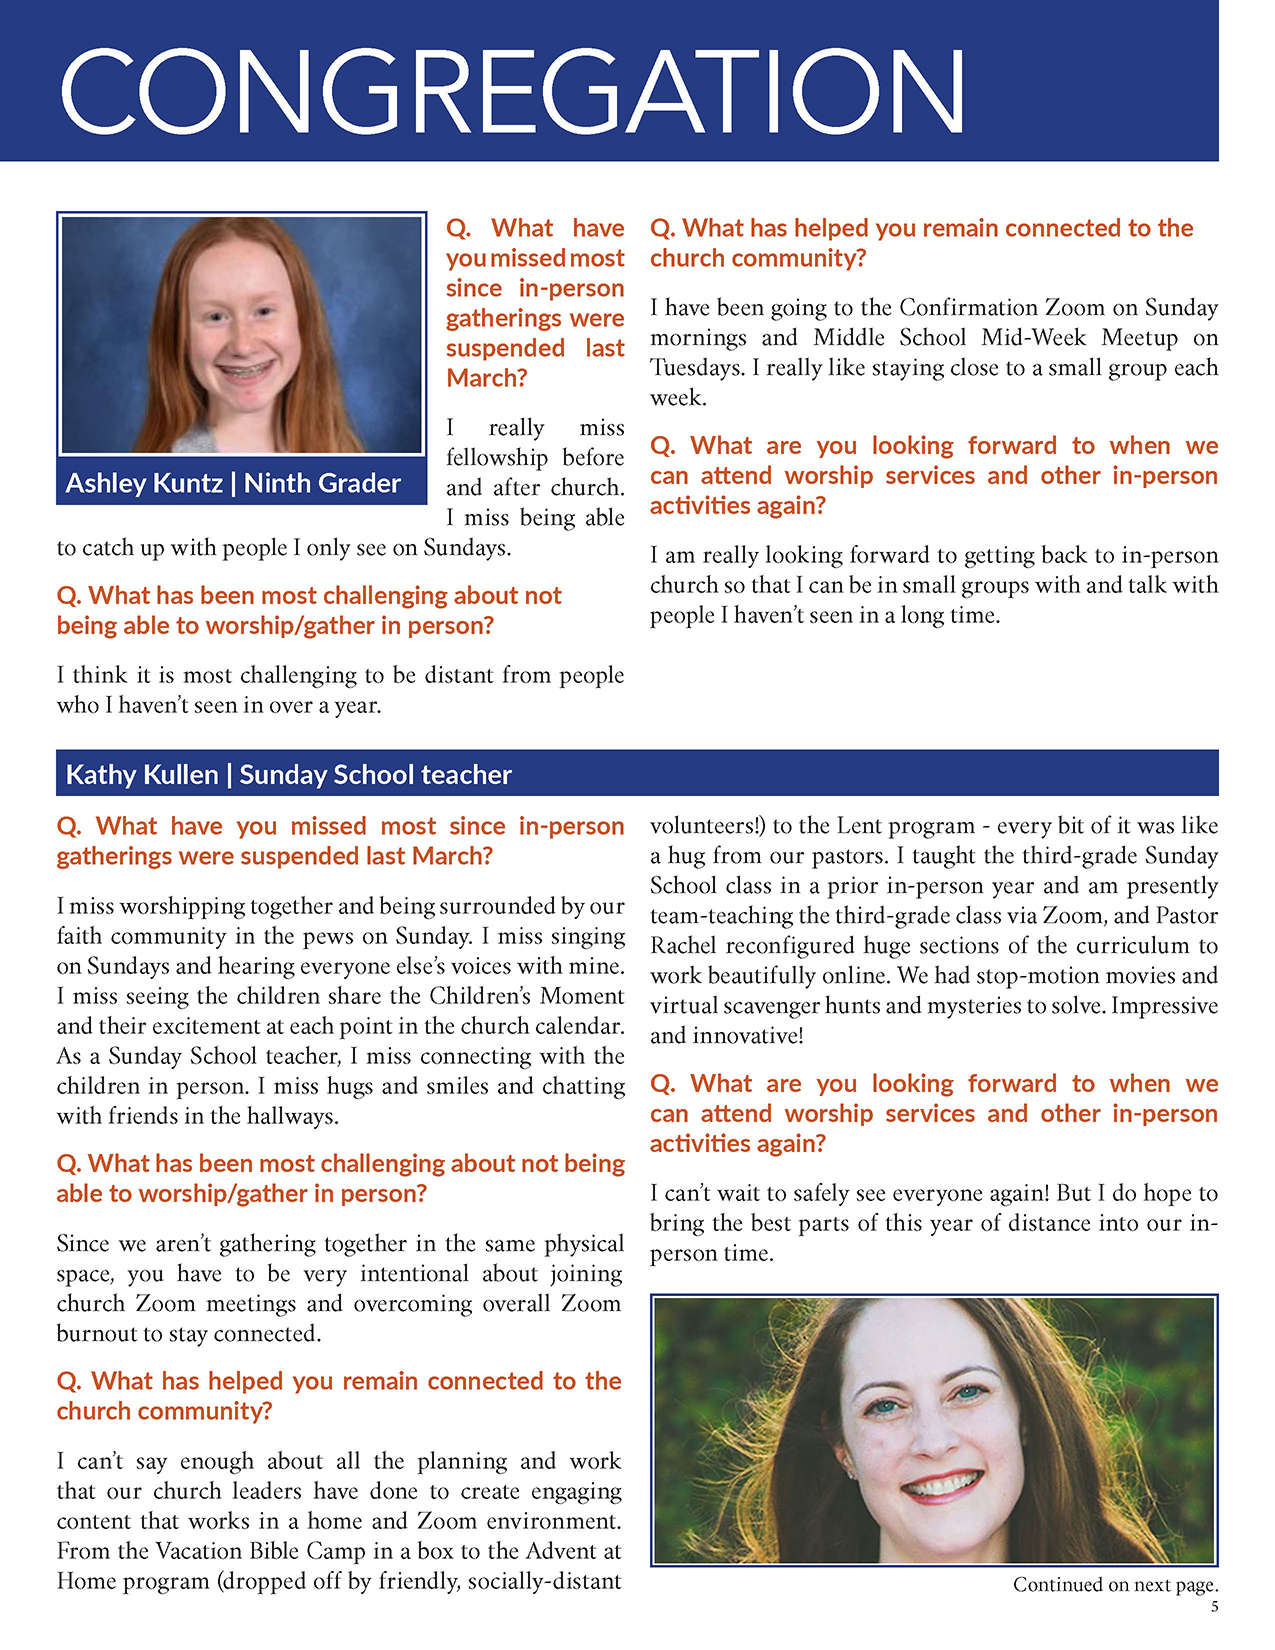 CONGREGATION
Ashley Kuntz | Ninth Grader
Q. What have
you missed most
since in-person
gatherings were
suspended last
March?
I really miss
fellowship before
and after church.
I miss being able
to catch up with people I only see on Sundays.
Q. What has been most challenging about not
being able to worship/gather in person?
I think it is most challenging to be distant from people
who I haven’t seen in over a year.
Q. What has helped you remain connected to the
church community?
I have been going to the Confirmation Zoom on Sunday
mornings and Middle School Mid-Week Meetup on
Tuesdays. I really like staying close to a small group each
week.
Q. What are you looking forward to when we
can attend worship services and other in-person
activities again?
I am really looking forward to getting back to in-person
church so that I can be in small groups with and talk with
people I haven’t seen in a long time.
Kathy Kullen | Sunday School teacher
Q. What have you missed most since in-person
gatherings were suspended last March?
I miss worshipping together and being surrounded by our
faith community in the pews on Sunday. I miss singing
on Sundays and hearing everyone else’s voices with mine.
I miss seeing the children share the Children’s Moment
and their excitement at each point in the church calendar.
As a Sunday School teacher, I miss connecting with the
children in person. I miss hugs and smiles and chatting
with friends in the hallways.
Q. What has been most challenging about not being
able to worship/gather in person?
Since we aren’t gathering together in the same physical
space, you have to be very intentional about joining
church Zoom meetings and overcoming overall Zoom
burnout to stay connected.
Q. What has helped you remain connected to the
church community?
I can’t say enough about all the planning and work
that our church leaders have done to create engaging
content that works in a home and Zoom environment.
From the Vacation Bible Camp in a box to the Advent at
Home program (dropped off by friendly, socially-distant
volunteers!) to the Lent program - every bit of it was like
a hug from our pastors. I taught the third-grade Sunday
School class in a prior in-person year and am presently
team-teaching the third-grade class via Zoom, and Pastor
Rachel reconfigured huge sections of the curriculum to
work beautifully online. We had stop-motion movies and
virtual scavenger hunts and mysteries to solve. Impressive
and innovative!
Q. What are you looking forward to when we
can attend worship services and other in-person
activities again?
I can’t wait to safely see everyone again! But I do hope to
bring the best parts of this year of distance into our in-
person time.
Continued on next page.
5